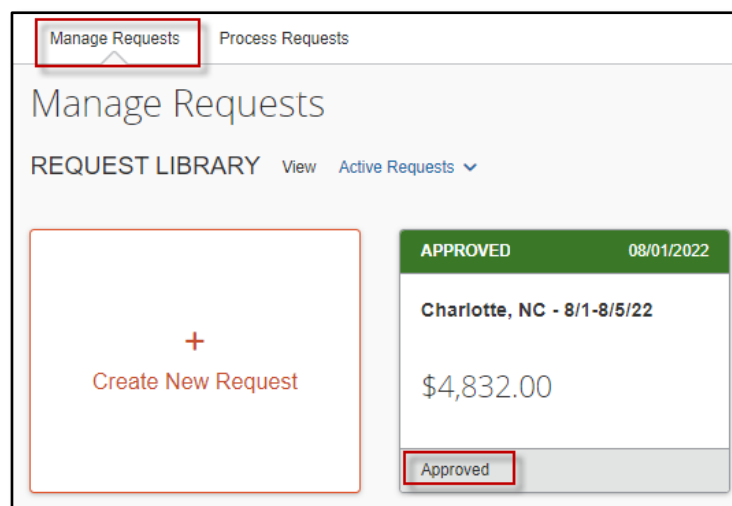 Manage Requests Process Requests
Manage Requests
REQUEST LIBRARY View Active Requests
+
Create New Request
APPROVED 08/01/2022
Charlotte, NC - 8/1-8/5/22
$4,832.00
Approved